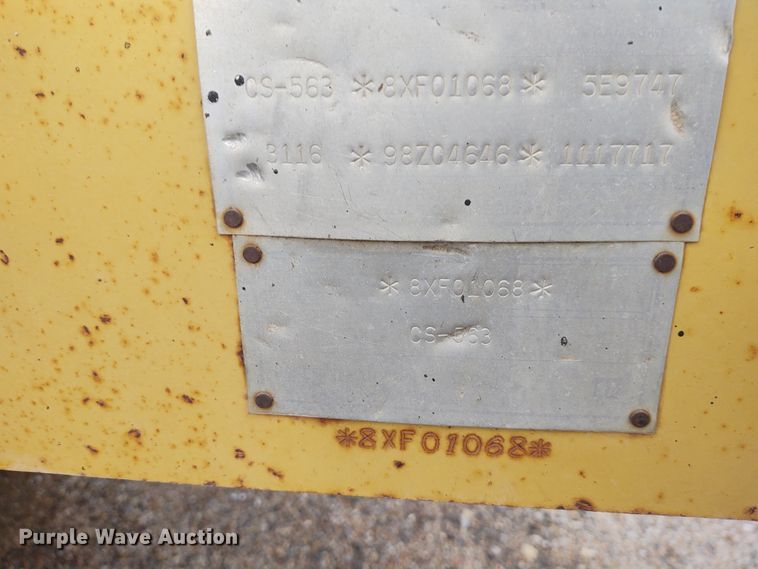 CS-563 *8XF01068* 5E9747
3116 *98Z04646* 1117717
*8XF01068*
CS-563
*8XF01068*
Purple Wave Auction